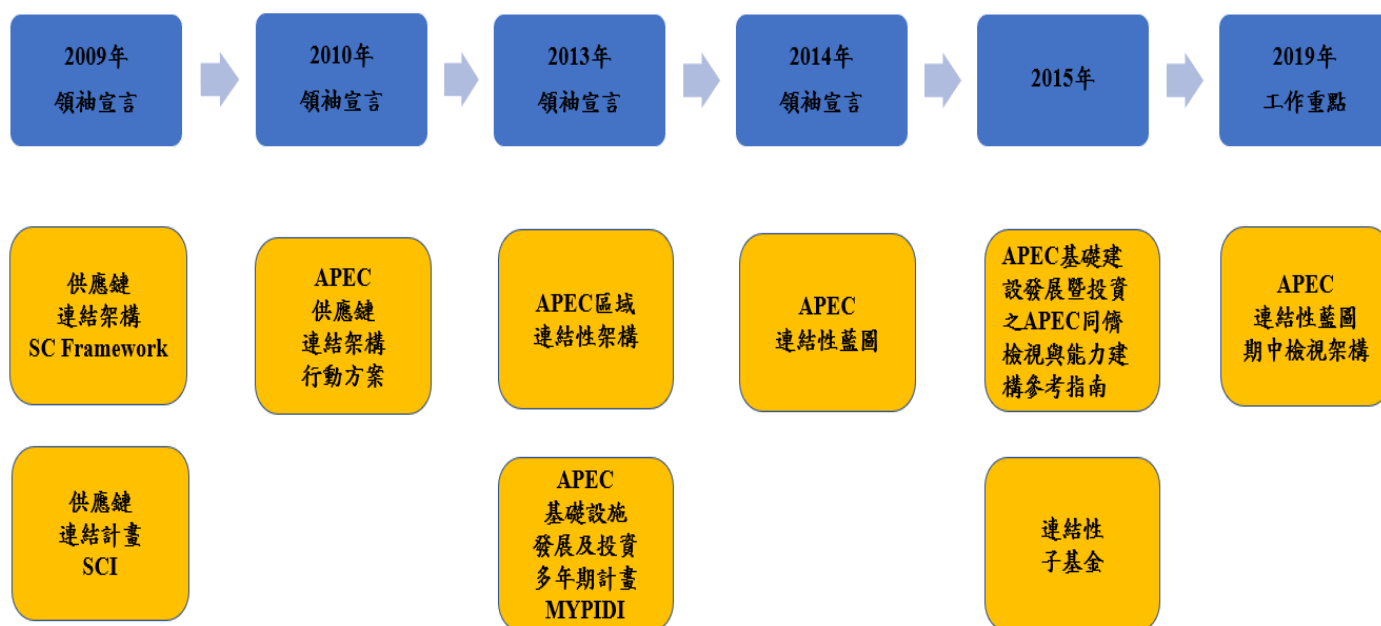 2009年
領袖宣言
2010年
領袖宣言
2013年
領袖宣言
2014年
領袖宣言
2015年
2019年
工作重點
供應鏈
連結架構
SC Framework
APEC
供應鏈
連結架構
行動方案
APEC區域
連結性架構
APEC
連結性藍圖
APEC基礎建
設發展暨投資
之APEC同儕
檢視與能力建
構參考指南
APEC
連結性藍圖
期中檢視架構
供應鏈
連結計畫
SCI
APEC
基礎設施
發展及投資
多年期計畫
MYPIDI
連結性
子基金